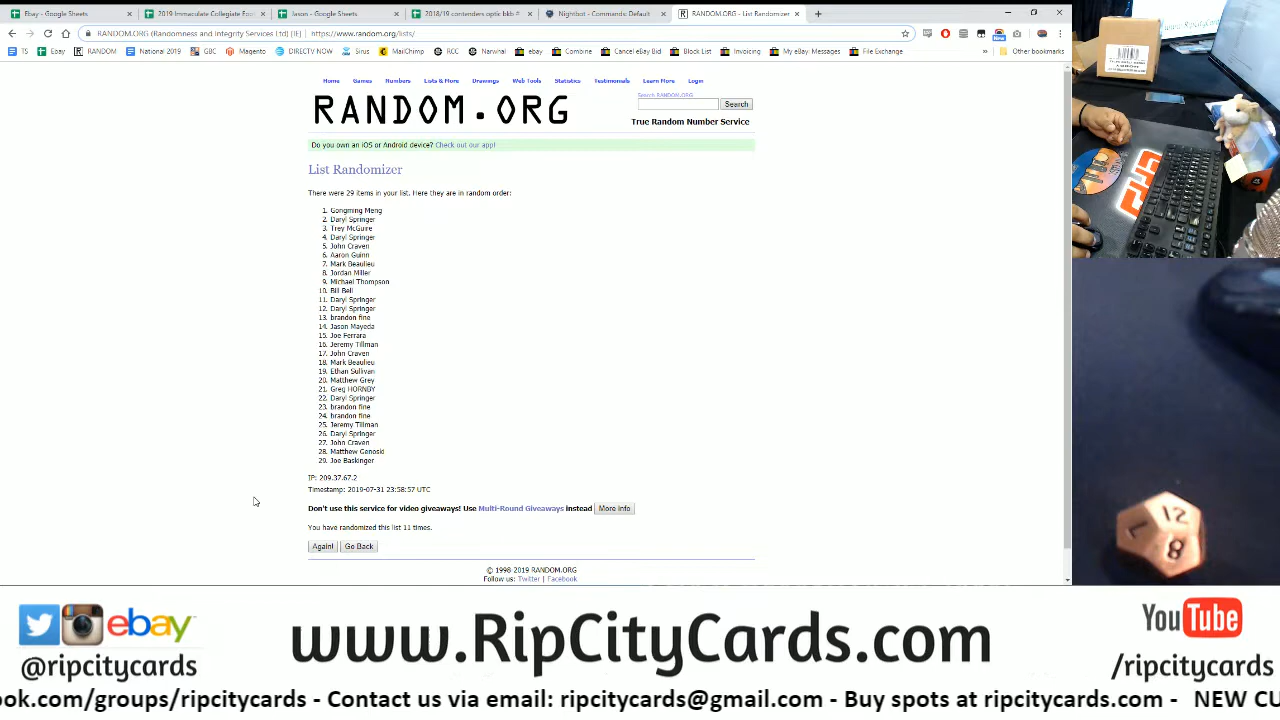 Ebay - Google Sheets
2019 Immaculate Collegiate Foot
Jason - Google Sheets
2018/19 contenders optic bkb #
Nightbot - Commands: Default
RANDOM.ORG - List Randomizer
RANDOM.ORG (Randomness and Integrity Services Ltd) [IE] | https://www.random.org/lists/
TS Ebay RANDOM National 2019 GBC Magento DIRECTV NOW Sirus MailChimp RCC Narwiral ebay Combine Cancel eBay Bid Block List Invoicing My eBay: Messages File Exchange » Other bookmarks
New
Home Games Numbers Lists & More Drawings Web Tools Statistics Testimonials Learn More Login
RANDOM.ORG
Search RANDOM.ORG
Search
True Random Number Service
Do you own an iOS or Android device? Check out our app!
List Randomizer
There were 29 items in your list. Here they are in random order:
1. Gongming Meng
2. Daryl Springer
3. Trey McGuire
4. Daryl Springer
5. John Craven
6. Aaron Guinn
7. Mark Beaulieu
8. Jordan Miller
9. Michael Thompson
10. Bill Bell
11. Daryl Springer
12. Daryl Springer
13. brandon fine
14. Jason Mayeda
15. Joe Ferrara
16. Jeremy Tillman
17. John Craven
18. Mark Beaulieu
19. Ethan Sullivan
20. Matthew Grey
21. Greg HORNBY
22. Daryl Springer
23. brandon fine
24. brandon fine
25. Jeremy Tillman
26. Daryl Springer
27. John Craven
28. Matthew Genoski
29. Joe Baskinger
IP: 209.37.67.2
Timestamp: 2019-07-31 23:58:57 UTC
Don't use this service for video giveaways! Use Multi-Round Giveaways instead More Info
You have randomized this list 11 times.
Again! Go Back
© 1998-2019 RANDOM.ORG
Follow us: Twitter | Facebook
12
8
ebay
@ripcitycards
www.RipCityCards.com
YouTube
/ripcitycards
ook.com/groups/ripcitycards - Contact us via email: ripcitycards@gmail.com - Buy spots at ripcitycards.com - NEW CU